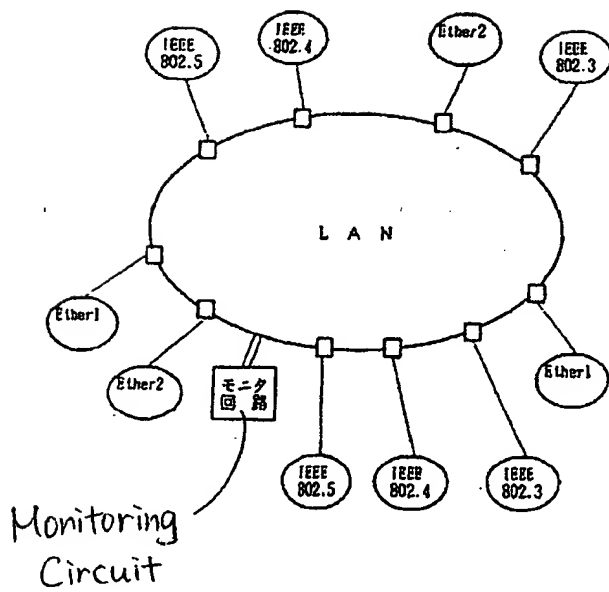 IEEE
802.5
IEEE
802.4
Ether2
IEEE
802.3
L A N
Ether1
Ether2
モニタ
回 路
IEEE
802.5
IEEE
802.4
IEEE
802.3
Ether1
Monitoring
Circuit